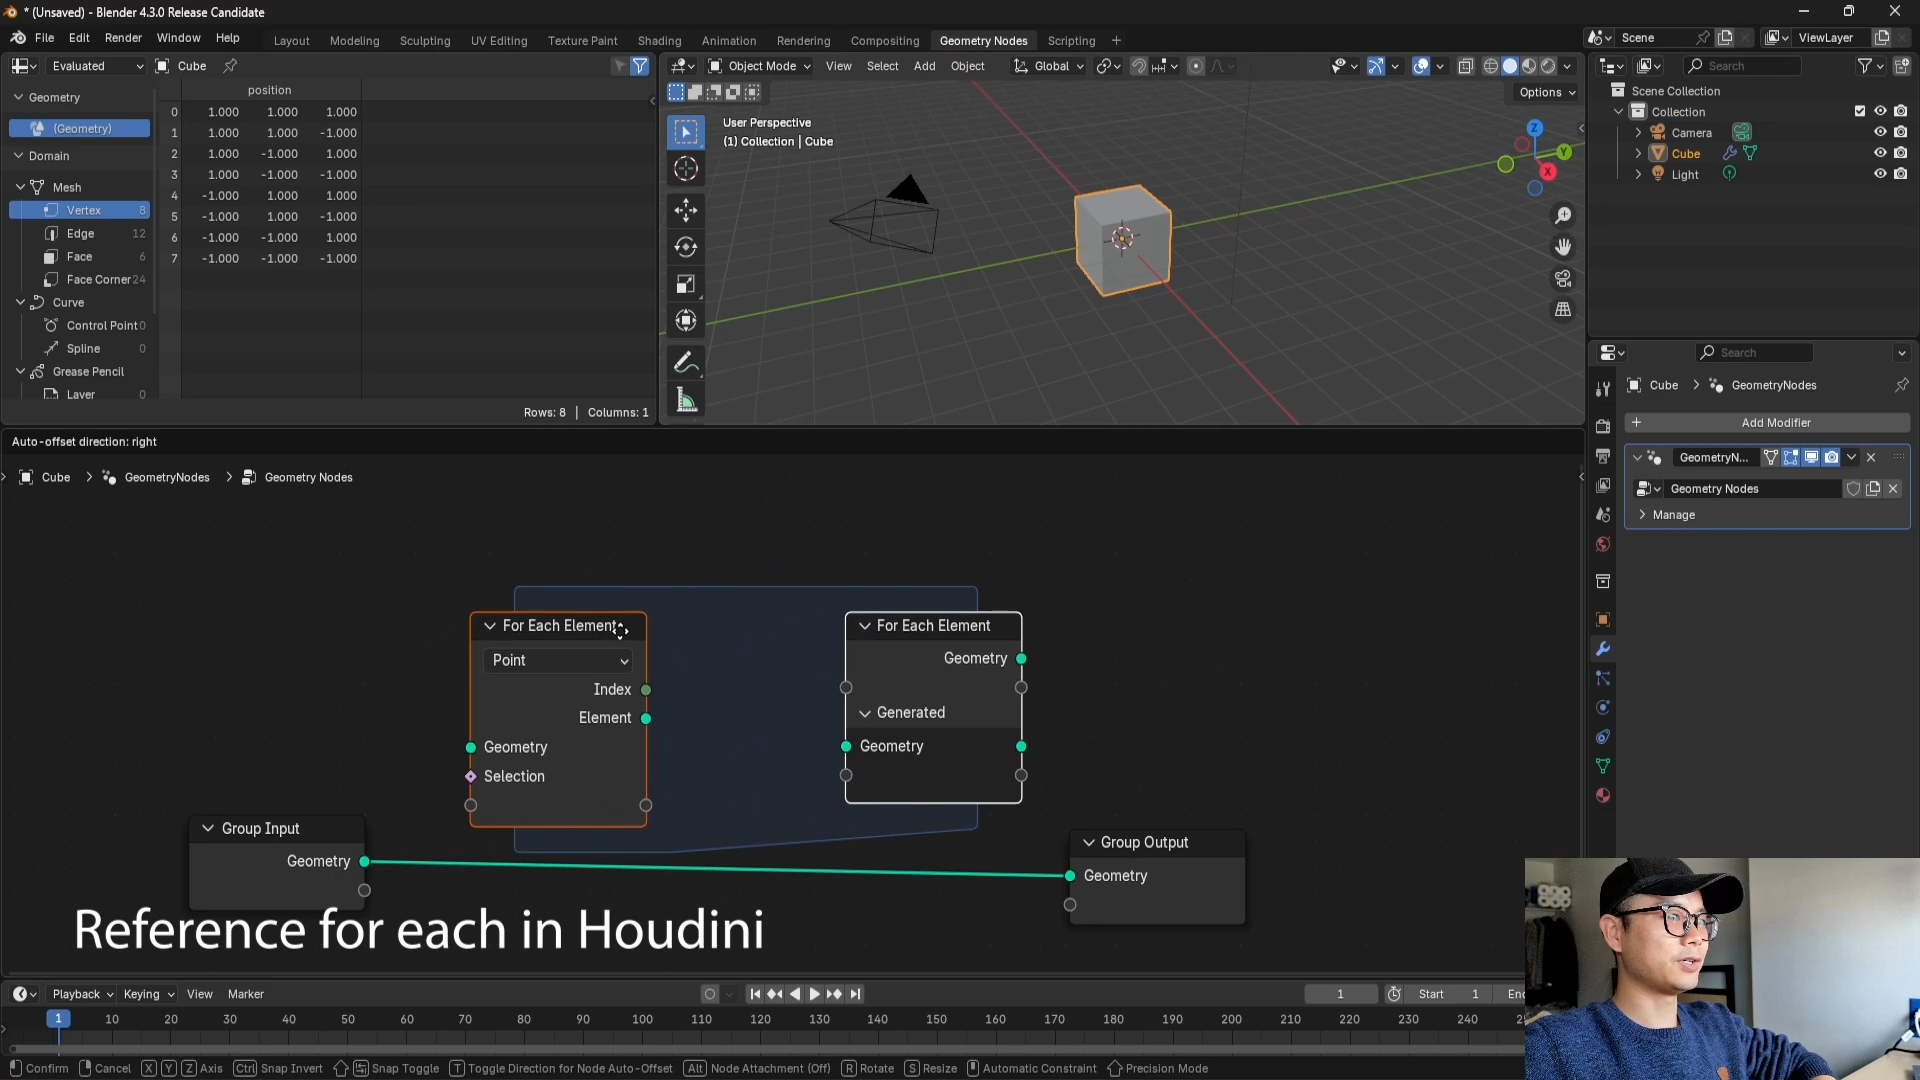 * (Unsaved) - Blender 4.3.0 Release Candidate
File Edit Render Window Help
Layout Modeling Sculpting UV Editing Texture Paint Shading Animation Rendering Compositing Geometry Nodes Scripting +
Scene ViewLayer
Evaluated Cube
Object Mode View Select Add Object Global
Search
Geometry
(Geometry)
Domain
Mesh
Vertex 8
Edge 12
Face 6
Face Corner 24
Curve
Control Point 0
Spline 0
Grease Pencil
Layer 0
position
0 1.000 1.000 1.000
1 1.000 1.000 -1.000
2 1.000 -1.000 1.000
3 1.000 -1.000 -1.000
4 -1.000 1.000 1.000
5 -1.000 1.000 -1.000
6 -1.000 -1.000 1.000
7 -1.000 -1.000 -1.000
Rows: 8 | Columns: 1
Options
User Perspective
(1) Collection | Cube
Z
Y
X
Scene Collection
Collection
Camera
Cube
Light
Search
Cube > GeometryNodes
+ Add Modifier
GeometryN...
Geometry Nodes
Manage
Auto-offset direction: right
Cube > GeometryNodes > Geometry Nodes
For Each Element
Point
Index
Element
Geometry
Selection
For Each Element
Geometry
Generated
Geometry
Group Input
Geometry
Group Output
Geometry
Reference for each in Houdini
Playback Keying View Marker
1 Start 1
1 10 20 30 40 50 60 70 80 90 100 110 120 130 140 150 160 170 180 190 200 210 220 230 240
Confirm Cancel X Y Z Axis Ctrl Snap Invert Snap Toggle T Toggle Direction for Node Auto-Offset Alt Node Attachment (Off) R Rotate S Resize Automatic Constraint Precision Mode